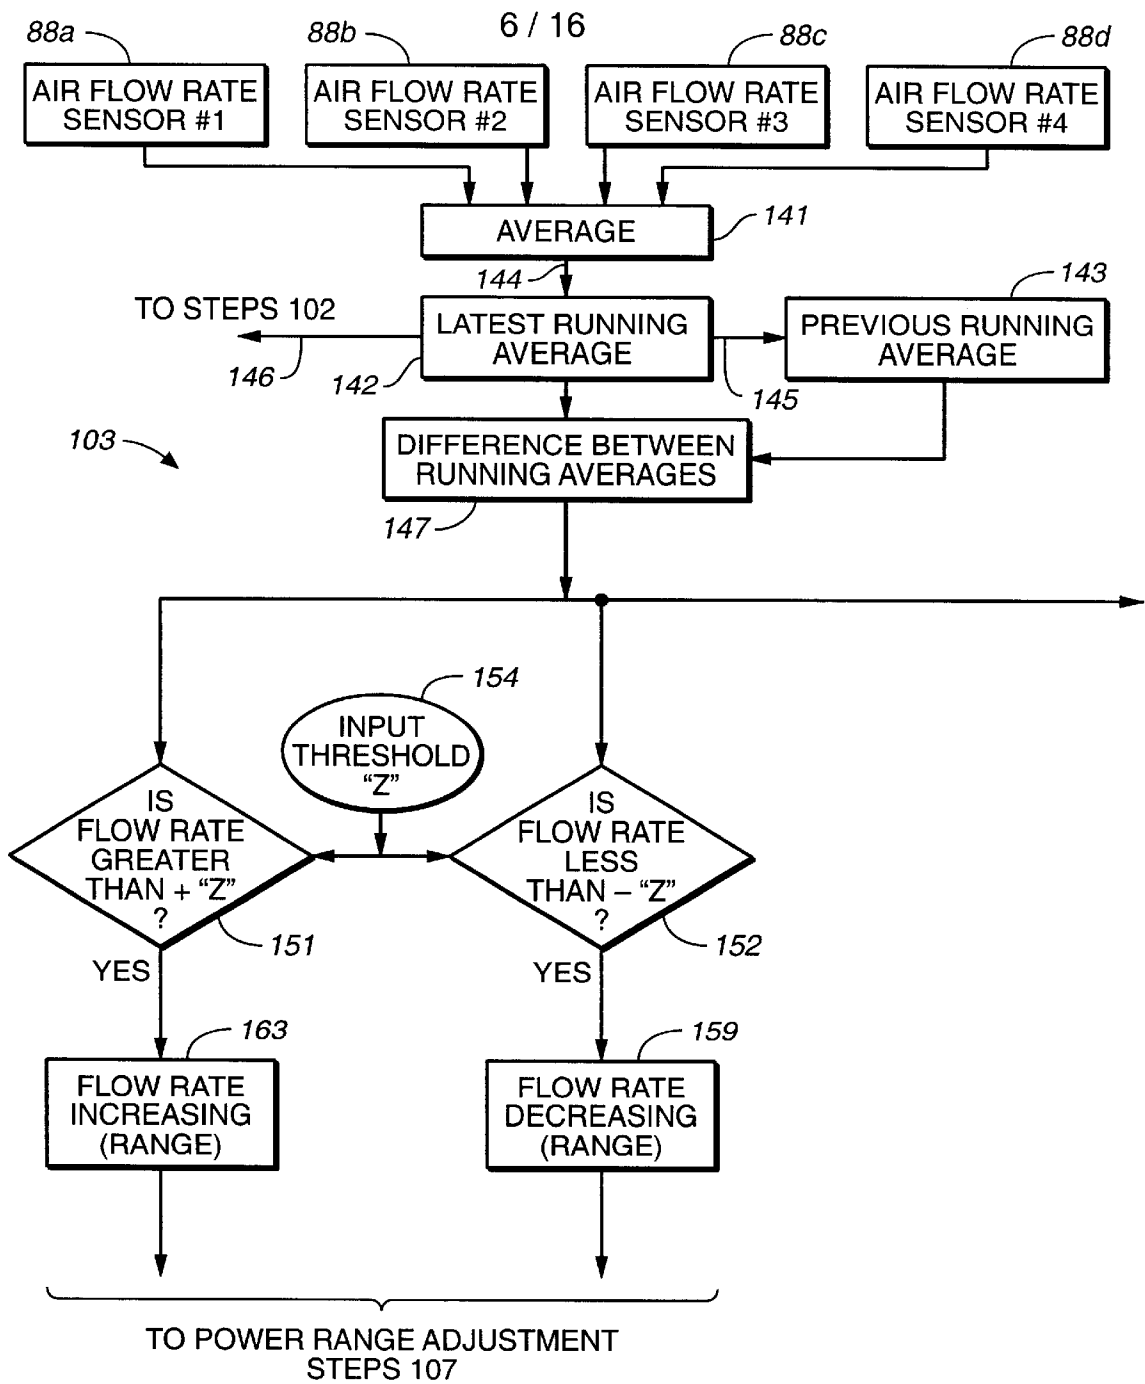 6 / 16
88a
88b
88c
88d
AIR FLOW RATE
SENSOR #1
AIR FLOW RATE
SENSOR #2
AIR FLOW RATE
SENSOR #3
AIR FLOW RATE
SENSOR #4
AVERAGE
141
144
143
TO STEPS 102
146
LATEST RUNNING
AVERAGE
142
145
PREVIOUS RUNNING
AVERAGE
103
DIFFERENCE BETWEEN
RUNNING AVERAGES
147
154
INPUT
THRESHOLD
“Z”
IS
FLOW RATE
GREATER
THAN + “Z”
?
151
IS
FLOW RATE
LESS
THAN – “Z”
?
152
YES
YES
163
159
FLOW RATE
INCREASING
(RANGE)
FLOW RATE
DECREASING
(RANGE)
TO POWER RANGE ADJUSTMENT
STEPS 107